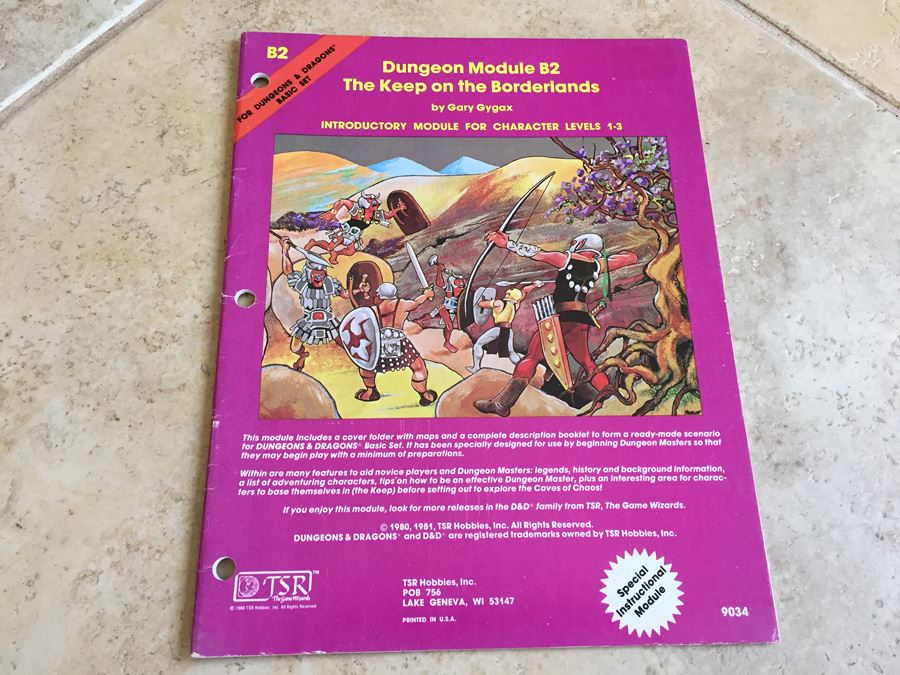 B2
FOR DUNGEONS & DRAGONS®
BASIC SET
Dungeon Module B2
The Keep on the Borderlands
by Gary Gygax
INTRODUCTORY MODULE FOR CHARACTER LEVELS 1-3
This module includes a cover folder with maps and a complete description booklet to form a ready-made scenario
for DUNGEONS & DRAGONS® Basic Set. It has been specially designed for use by beginning Dungeon Masters so that
they may begin play with a minimum of preparations.
Within are many features to aid novice players and Dungeon Masters: legends, history and background information,
a list of adventuring characters, tips on how to be an effective Dungeon Master, plus an interesting area for charac-
ters to base themselves in (the Keep) before setting out to explore the Caves of Chaos!
If you enjoy this module, look for more releases in the D&D® family from TSR, The Game Wizards.
© 1980, 1981, TSR Hobbies, Inc. All Rights Reserved.
DUNGEONS & DRAGONS® and D&D® are registered trademarks owned by TSR Hobbies, Inc.
TSR™
The Game Wizards
© 1980 TSR Hobbies, Inc. All Rights Reserved
TSR Hobbies, Inc.
POB 756
LAKE GENEVA, WI 53147
PRINTED IN U.S.A.
Special
Instructional
Module
9034